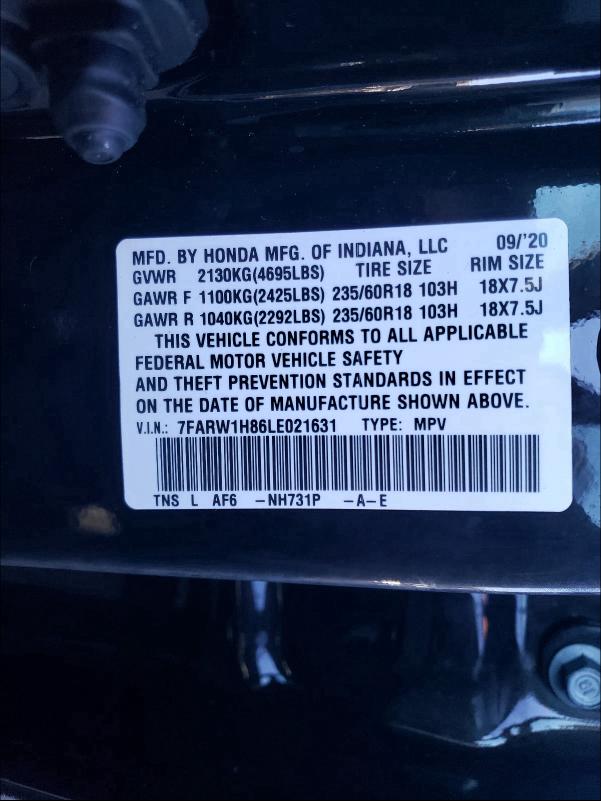 MFD. BY HONDA MFG. OF INDIANA, LLC 09/'20
GVWR 2130KG(4695LBS) TIRE SIZE RIM SIZE
GAWR F 1100KG(2425LBS) 235/60R18 103H 18X7.5J
GAWR R 1040KG(2292LBS) 235/60R18 103H 18X7.5J
THIS VEHICLE CONFORMS TO ALL APPLICABLE
FEDERAL MOTOR VEHICLE SAFETY
AND THEFT PREVENTION STANDARDS IN EFFECT
ON THE DATE OF MANUFACTURE SHOWN ABOVE.
V.I.N.: 7FARW1H86LE021631 TYPE: MPV
TNS L AF6 -NH731P -A-E